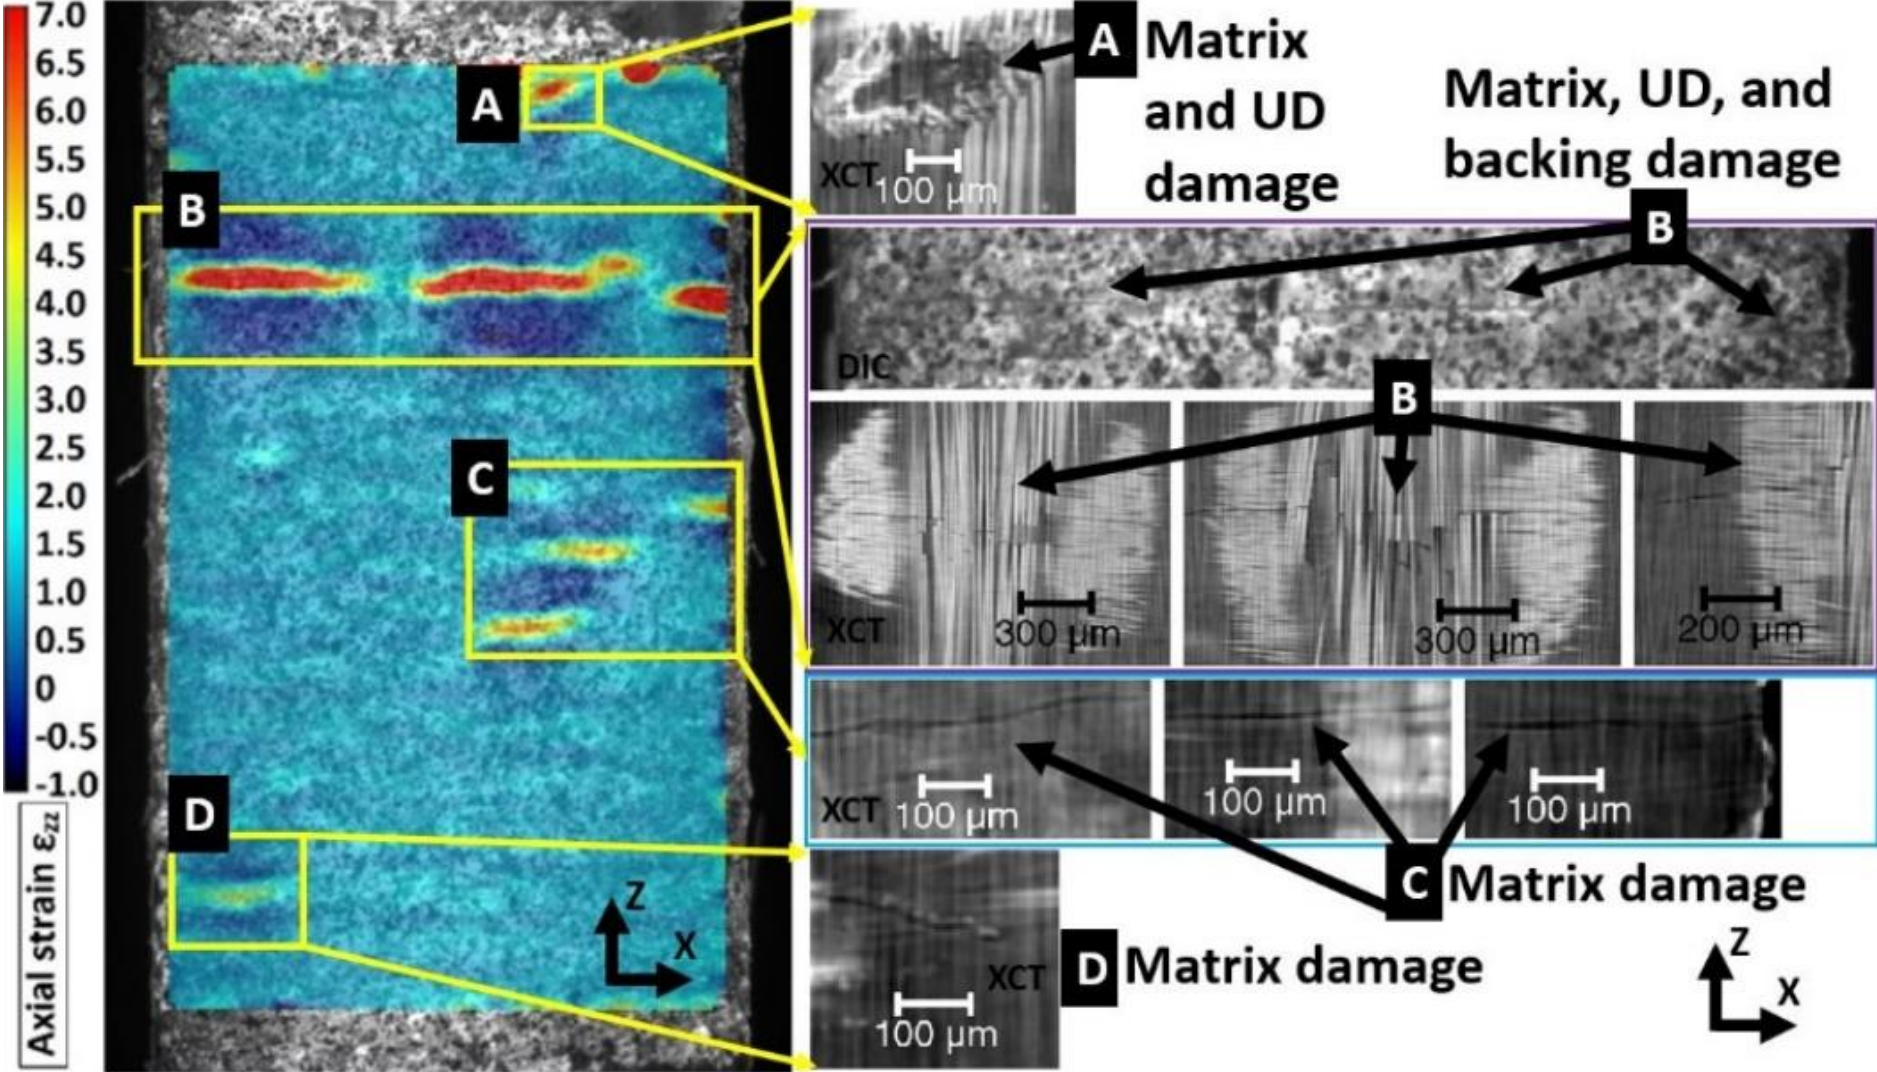 7.0
6.5
6.0
5.5
5.0
4.5
4.0
3.5
3.0
2.5
2.0
1.5
1.0
0.5
0
-0.5
-1.0
Axial strain εzz
A
B
C
D
Z
X
XCT
100 µm
A Matrix
and UD
damage
Matrix, UD, and
backing damage
B
DIC
B
XCT
300 µm
300 µm
200 µm
XCT
100 µm
100 µm
100 µm
C Matrix damage
XCT
100 µm
D Matrix damage
Z
X